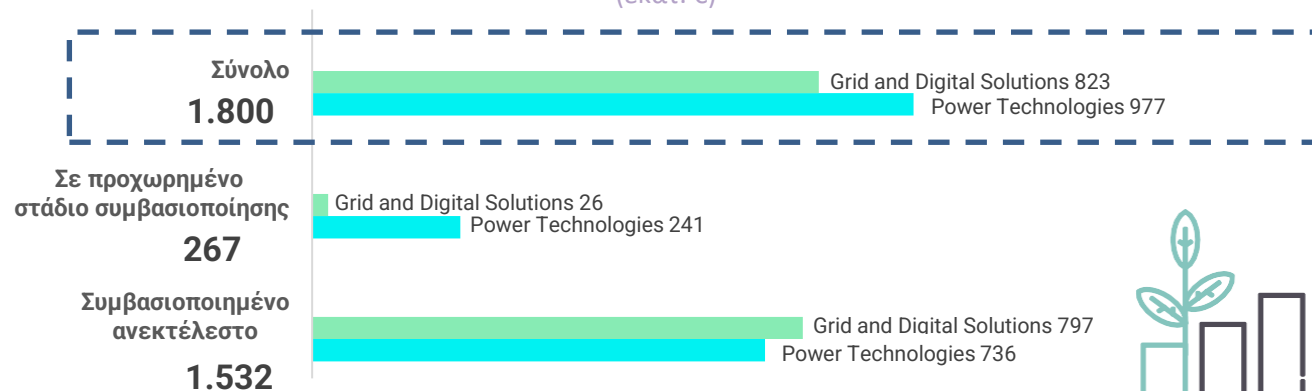 (εκατ. €)
Σύνολο
1.800
Grid and Digital Solutions 823
Power Technologies 977
Σε προχωρημένο
στάδιο συμβασιοποίησης
267
Grid and Digital Solutions 26
Power Technologies 241
Συμβασιοποιημένο
ανεκτέλεστο
1.532
Grid and Digital Solutions 797
Power Technologies 736